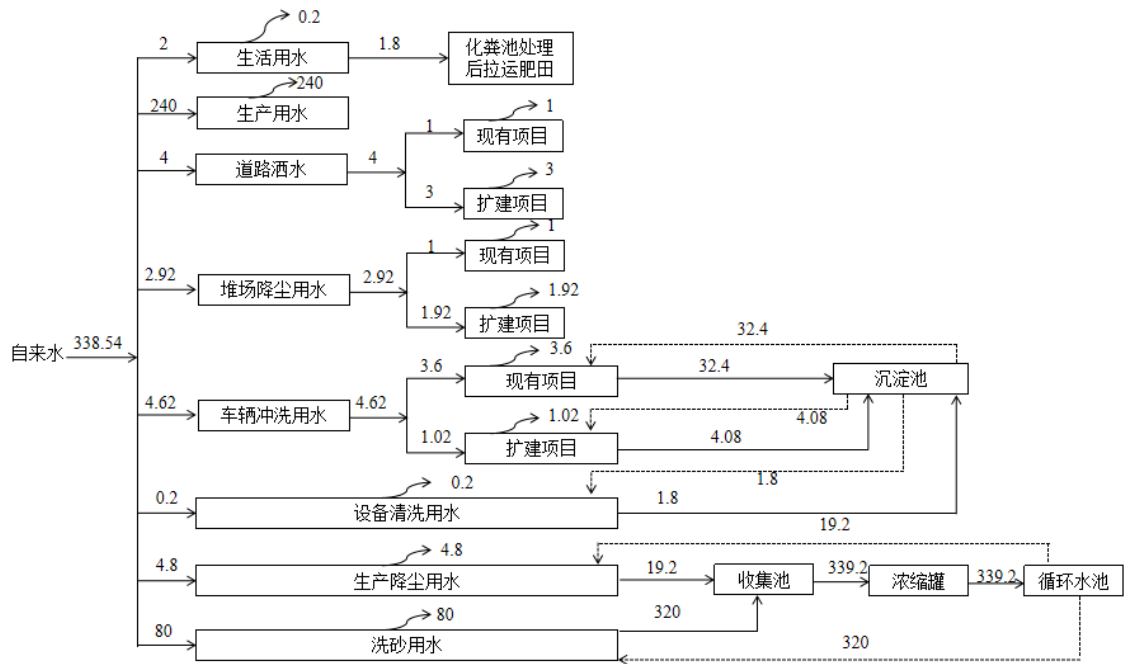 0.2
2
生活用水
1.8
化粪池处理
后拉运肥田
240
240
生产用水
1
1
现有项目
4
道路洒水
4
3
3
扩建项目
1
1
现有项目
2.92
堆场降尘用水
2.92
1.92
1.92
扩建项目
自来水
338.54
32.4
3.6
3.6
现有项目
32.4
沉淀池
4.62
车辆冲洗用水
4.62
1.02
1.02
扩建项目
4.08
4.08
0.2
0.2
设备清洗用水
1.8
1.8
19.2
4.8
4.8
生产降尘用水
19.2
收集池
339.2
浓缩罐
339.2
循环水池
80
80
洗砂用水
320
320